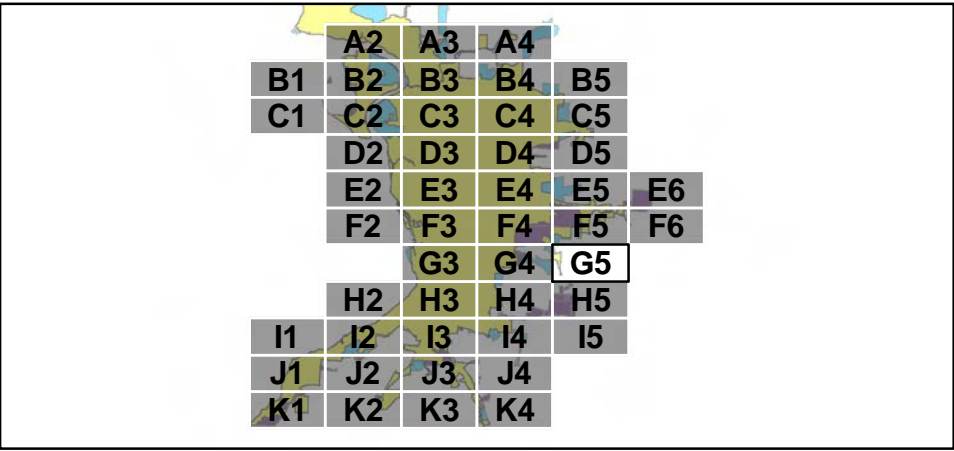 A2 A3 A4
B1 B2 B3 B4 B5
C1 C2 C3 C4 C5
D2 D3 D4 D5
E2 E3 E4 E5 E6
F2 F3 F4 F5 F6
G3 G4 G5
H2 H3 H4 H5
I1 I2 I3 I4 I5
J1 J2 J3 J4
K1 K2 K3 K4